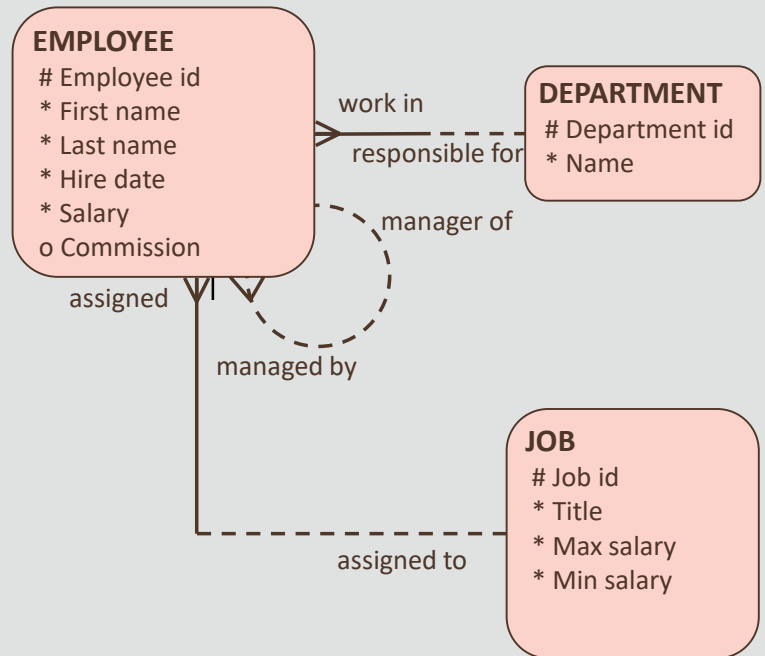 EMPLOYEE
# Employee id
* First name
* Last name
* Hire date
* Salary
o Commission
work in
responsible for
DEPARTMENT
# Department id
* Name
manager of
assigned
managed by
JOB
# Job id
* Title
* Max salary
* Min salary
assigned to